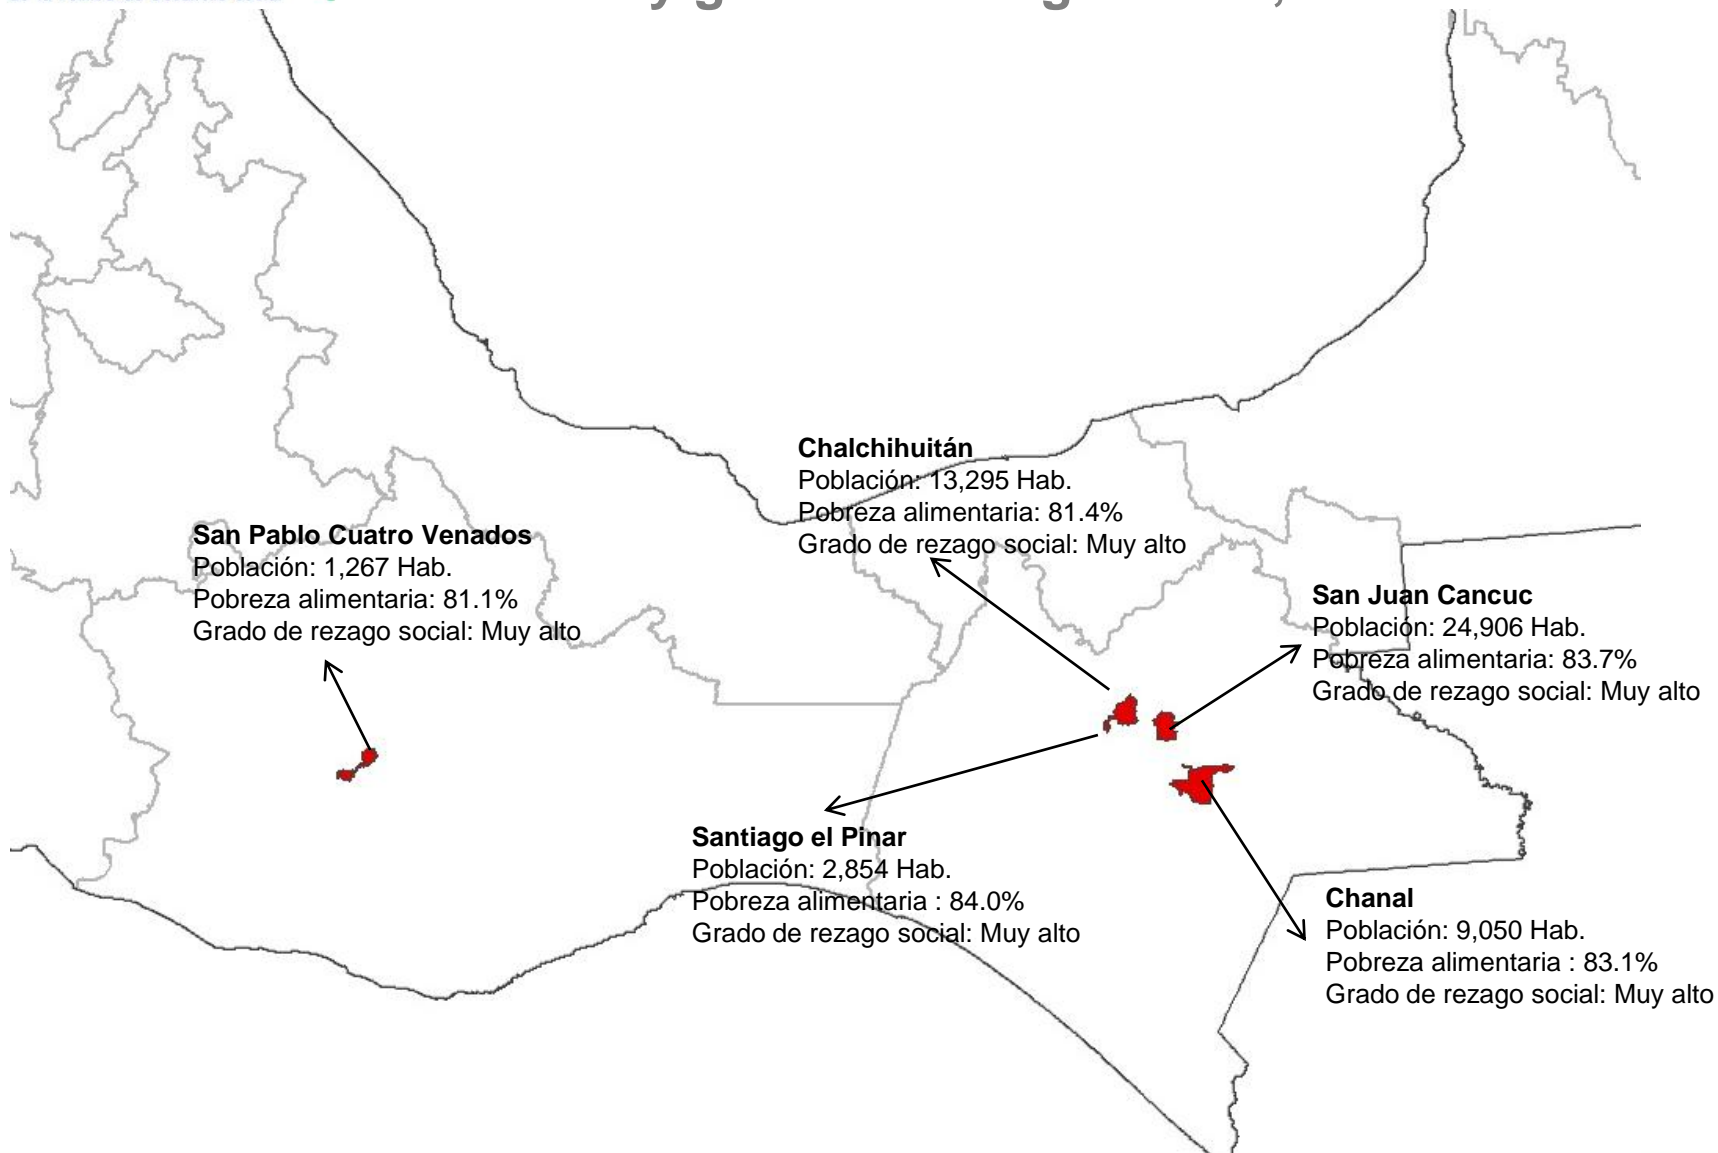 Chalchihuitán
Población: 13,295 Hab.
Pobreza alimentaria: 81.4%
Grado de rezago social: Muy alto
San Pablo Cuatro Venados
Población: 1,267 Hab.
Pobreza alimentaria: 81.1%
Grado de rezago social: Muy alto
San Juan Cancuc
Población: 24,906 Hab.
Pobreza alimentaria: 83.7%
Grado de rezago social: Muy alto
Santiago el Pinar
Población: 2,854 Hab.
Pobreza alimentaria : 84.0%
Grado de rezago social: Muy alto
Chanal
Población: 9,050 Hab.
Pobreza alimentaria : 83.1%
Grado de rezago social: Muy alto